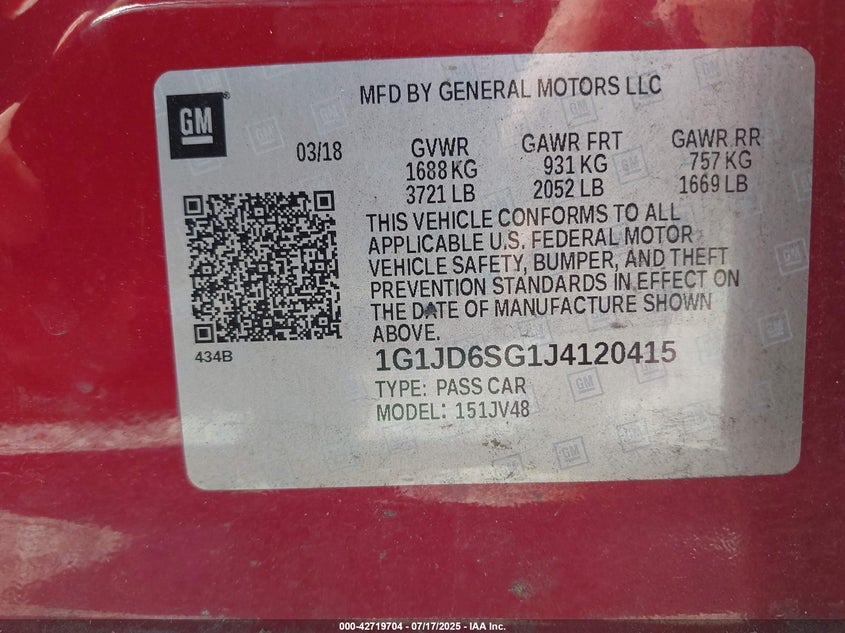 GM
MFD BY GENERAL MOTORS LLC
03/18
GVWR
1688 KG
3721 LB
GAWR FRT
931 KG
2052 LB
GAWR RR
757 KG
1669 LB
THIS VEHICLE CONFORMS TO ALL
APPLICABLE U.S. FEDERAL MOTOR
VEHICLE SAFETY, BUMPER, AND THEFT
PREVENTION STANDARDS IN EFFECT ON
THE DATE OF MANUFACTURE SHOWN
ABOVE.
434B
1G1JD6SG1J4120415
TYPE: PASS CAR
MODEL: 151JV48
000-42719704 - 07/17/2025 - IAA Inc.